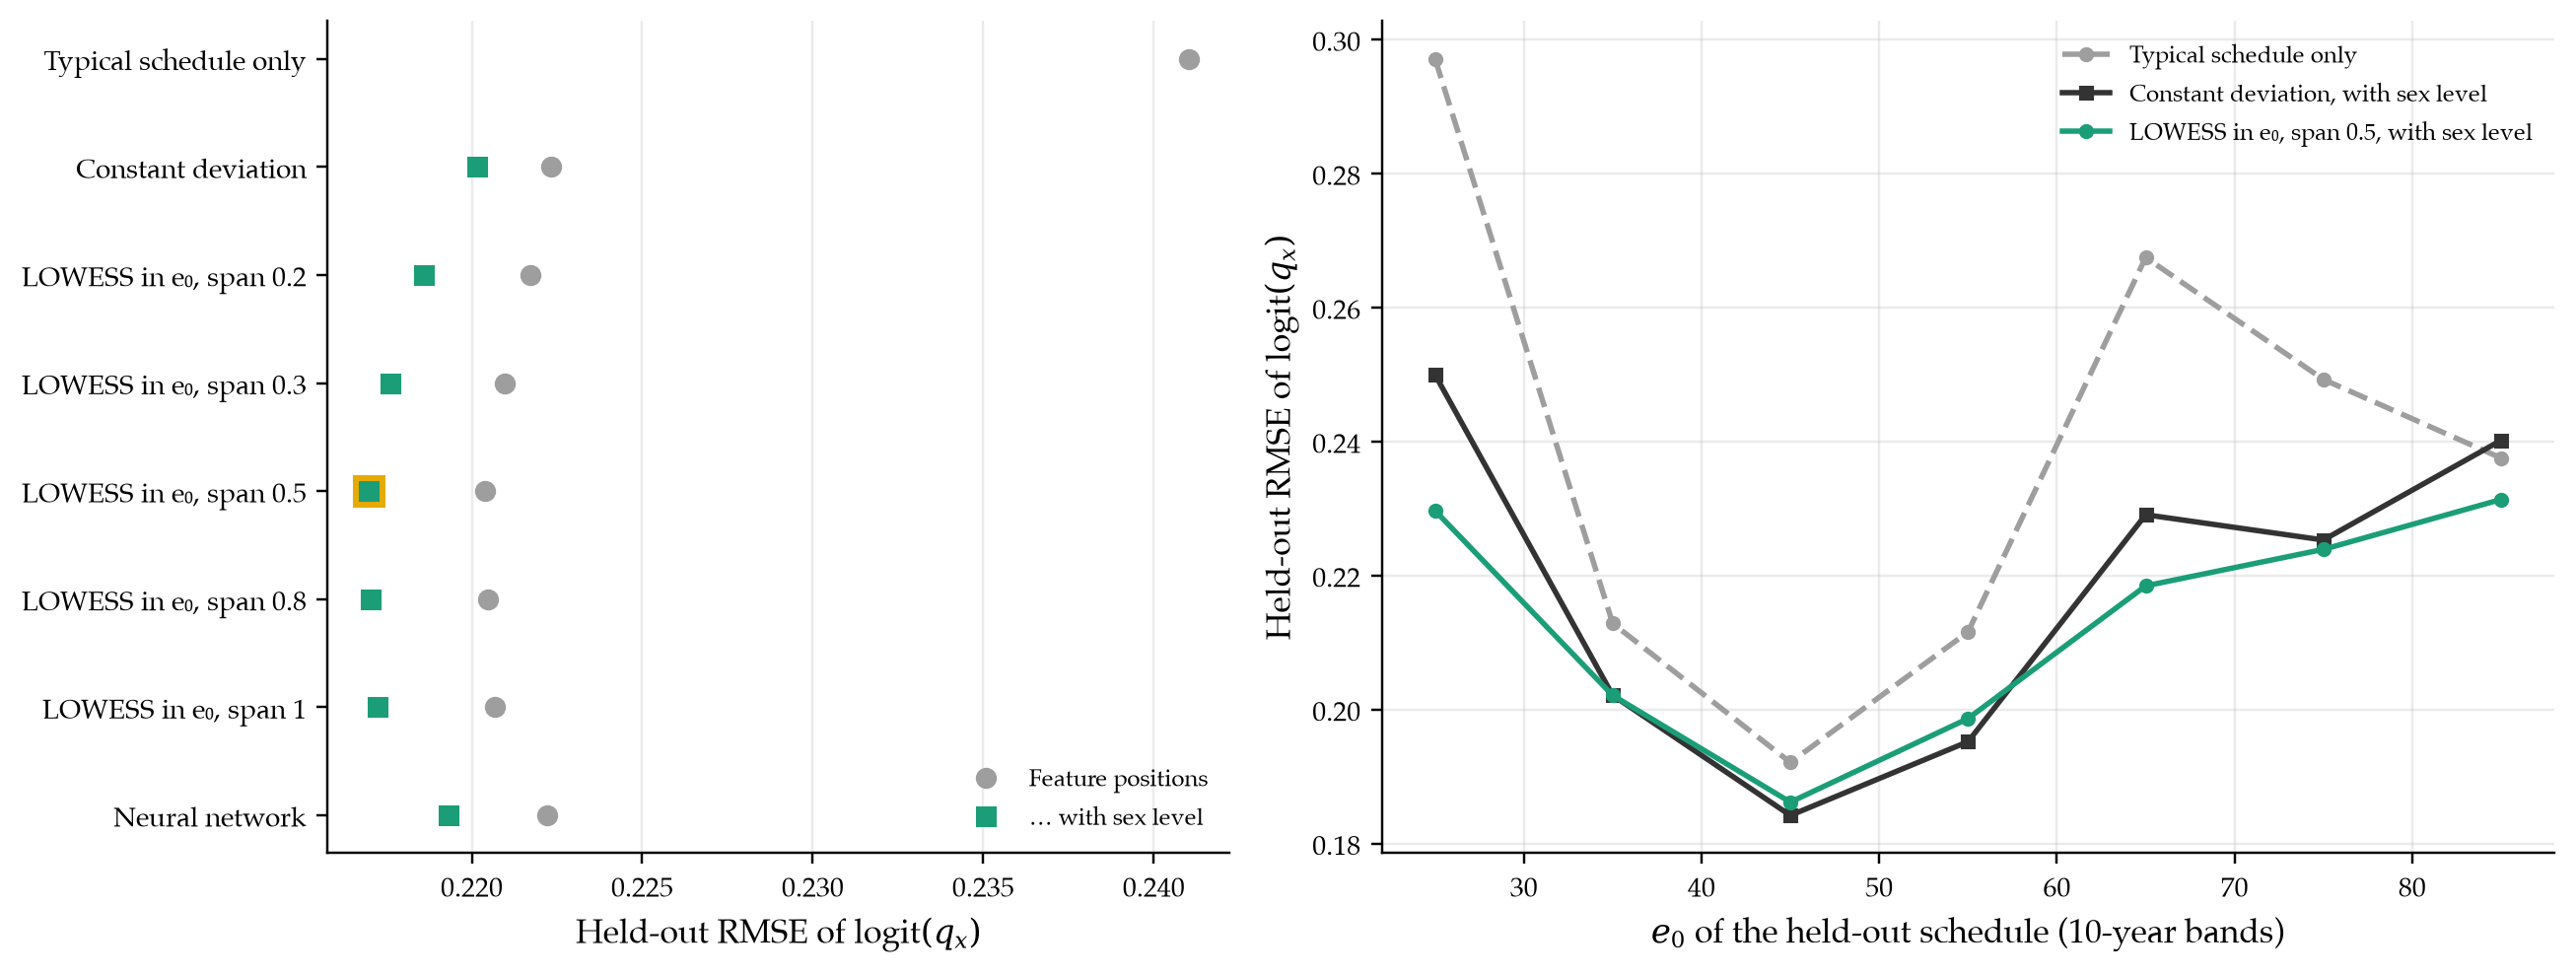 Typical schedule only
Constant deviation
LOWESS in e₀, span 0.2
LOWESS in e₀, span 0.3
LOWESS in e₀, span 0.5
LOWESS in e₀, span 0.8
LOWESS in e₀, span 1
Neural network
Feature positions
... with sex level
0.220 0.225 0.230 0.235 0.240
Held-out RMSE of logit(qₓ)
Held-out RMSE of logit(qₓ)
0.30
0.28
0.26
0.24
0.22
0.20
0.18
Typical schedule only
Constant deviation, with sex level
LOWESS in e₀, span 0.5, with sex level
30 40 50 60 70 80
e₀ of the held-out schedule (10-year bands)